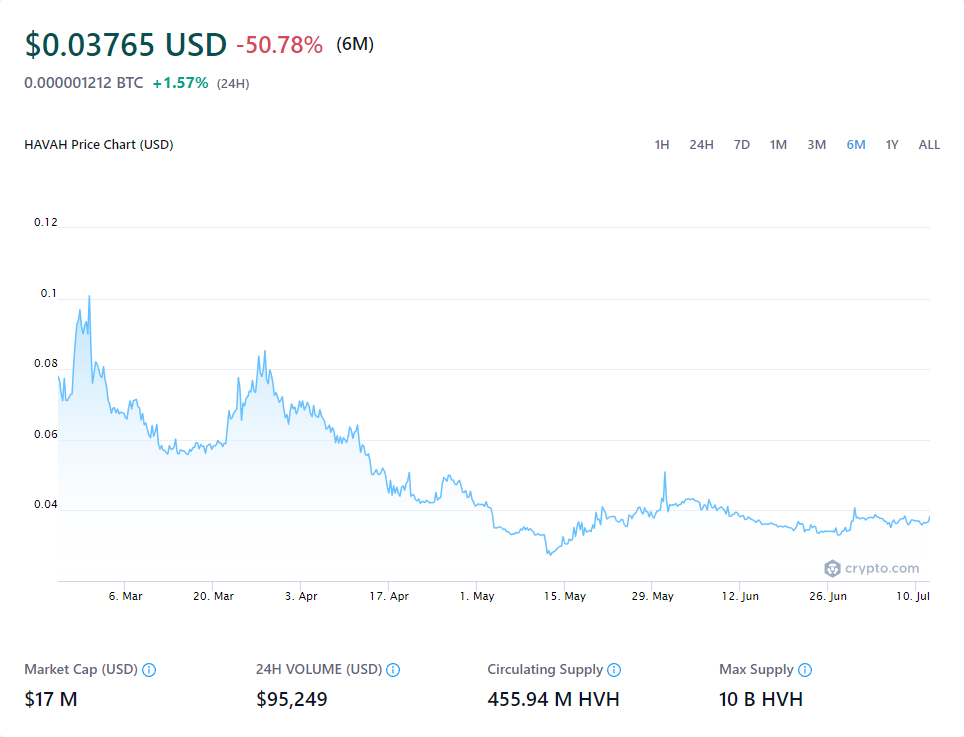 $0.03765 USD -50.78% (6M)
0.000001212 BTC +1.57% (24H)
HAVAH Price Chart (USD) 1H 24H 7D 1M 3M 6M 1Y ALL
0.12
0.1
0.08
0.06
0.04
crypto.com
6. Mar 20. Mar 3. Apr 17. Apr 1. May 15. May 29. May 12. Jun 26. Jun 10. Jul
Market Cap (USD) 24H VOLUME (USD) Circulating Supply Max Supply
$17 M $95,249 455.94 M HVH 10 B HVH